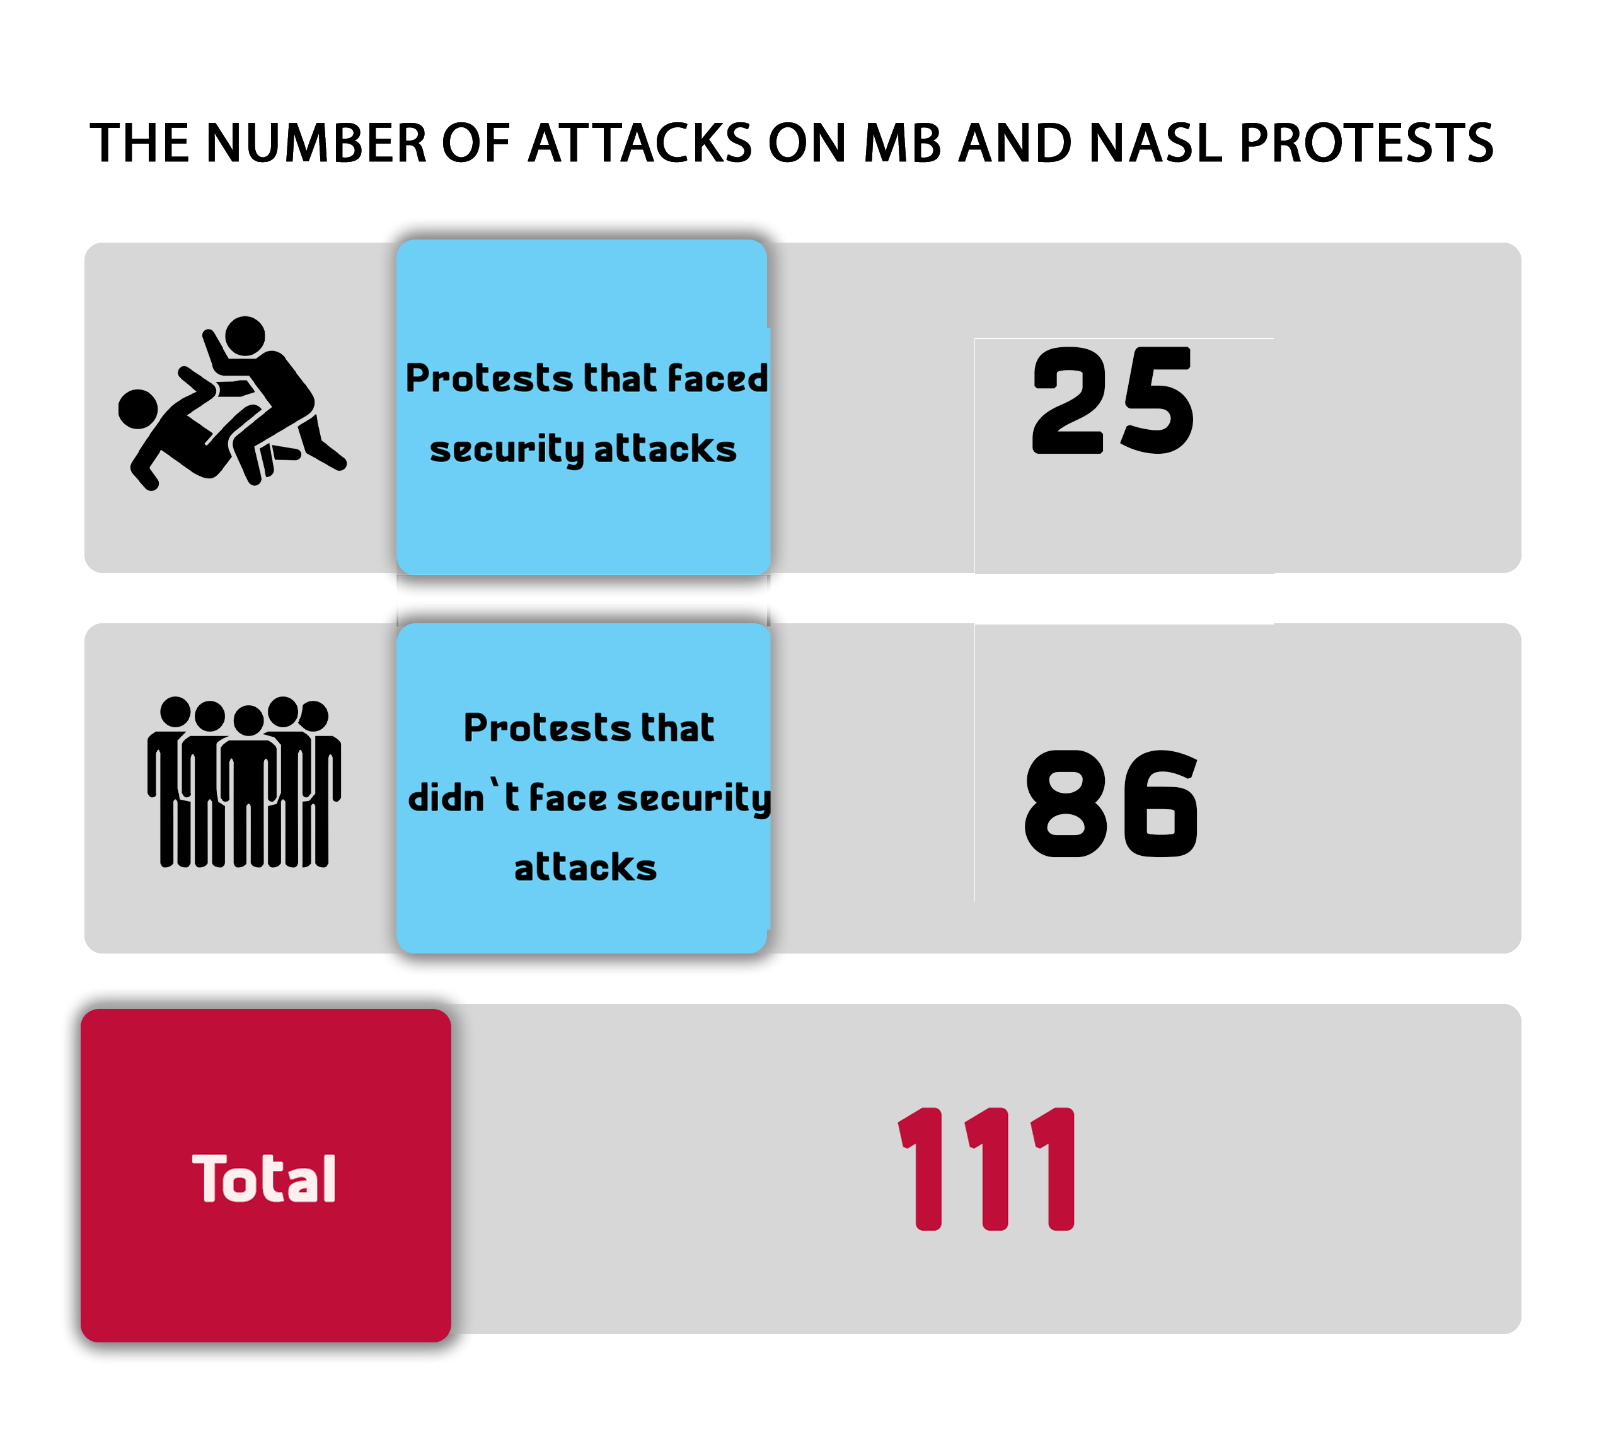 THE NUMBER OF ATTACKS ON MB AND NASL PROTESTS
Protests that faced
security attacks
25
Protests that
didn`t face security
attacks
86
Total
111